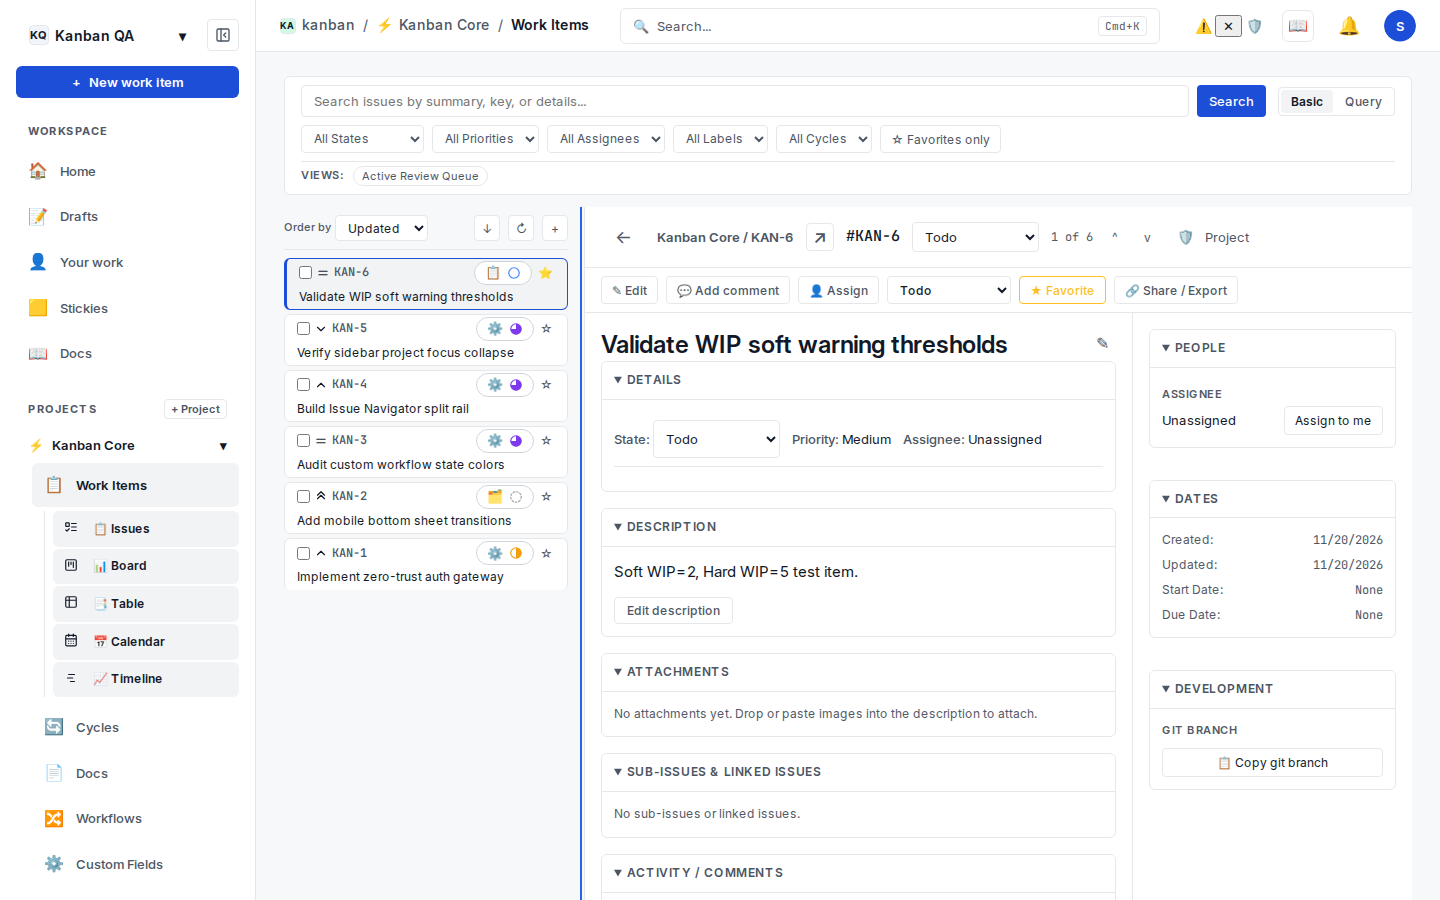 KQ Kanban QA ▾
+ New work item
WORKSPACE
🏠 Home
📝 Drafts
👤 Your work
🟨 Stickies
📖 Docs
PROJECTS + Project
⚡ Kanban Core ▾
📋 Work Items
📋 Issues
📊 Board
📑 Table
📅 Calendar
📈 Timeline
🔄 Cycles
📄 Docs
🔀 Workflows
⚙️ Custom Fields
KA kanban / ⚡ Kanban Core / Work Items
🔍 Search... Cmd+K
⚠️ ✕ 🛡️ 📖 🔔 S
Search issues by summary, key, or details...
Search
Basic Query
All States All Priorities All Assignees All Labels All Cycles ☆ Favorites only
VIEWS: Active Review Queue
Order by Updated ↓ ↻ +
KAN-6
Validate WIP soft warning thresholds
KAN-5
Verify sidebar project focus collapse
KAN-4
Build Issue Navigator split rail
KAN-3
Audit custom workflow state colors
KAN-2
Add mobile bottom sheet transitions
KAN-1
Implement zero-trust auth gateway
← Kanban Core / KAN-6 #KAN-6 Todo 1 of 6 ^ v 🛡️ Project
✎ Edit 💬 Add comment 👤 Assign Todo ★ Favorite 🔗 Share / Export
Validate WIP soft warning thresholds ✎
▼ DETAILS
State: Todo Priority: Medium Assignee: Unassigned
▼ DESCRIPTION
Soft WIP=2, Hard WIP=5 test item.
Edit description
▼ ATTACHMENTS
No attachments yet. Drop or paste images into the description to attach.
▼ SUB-ISSUES & LINKED ISSUES
No sub-issues or linked issues.
▼ ACTIVITY / COMMENTS
▼ PEOPLE
ASSIGNEE
Unassigned Assign to me
▼ DATES
Created: 11/20/2026
Updated: 11/20/2026
Start Date: None
Due Date: None
▼ DEVELOPMENT
GIT BRANCH
📋 Copy git branch